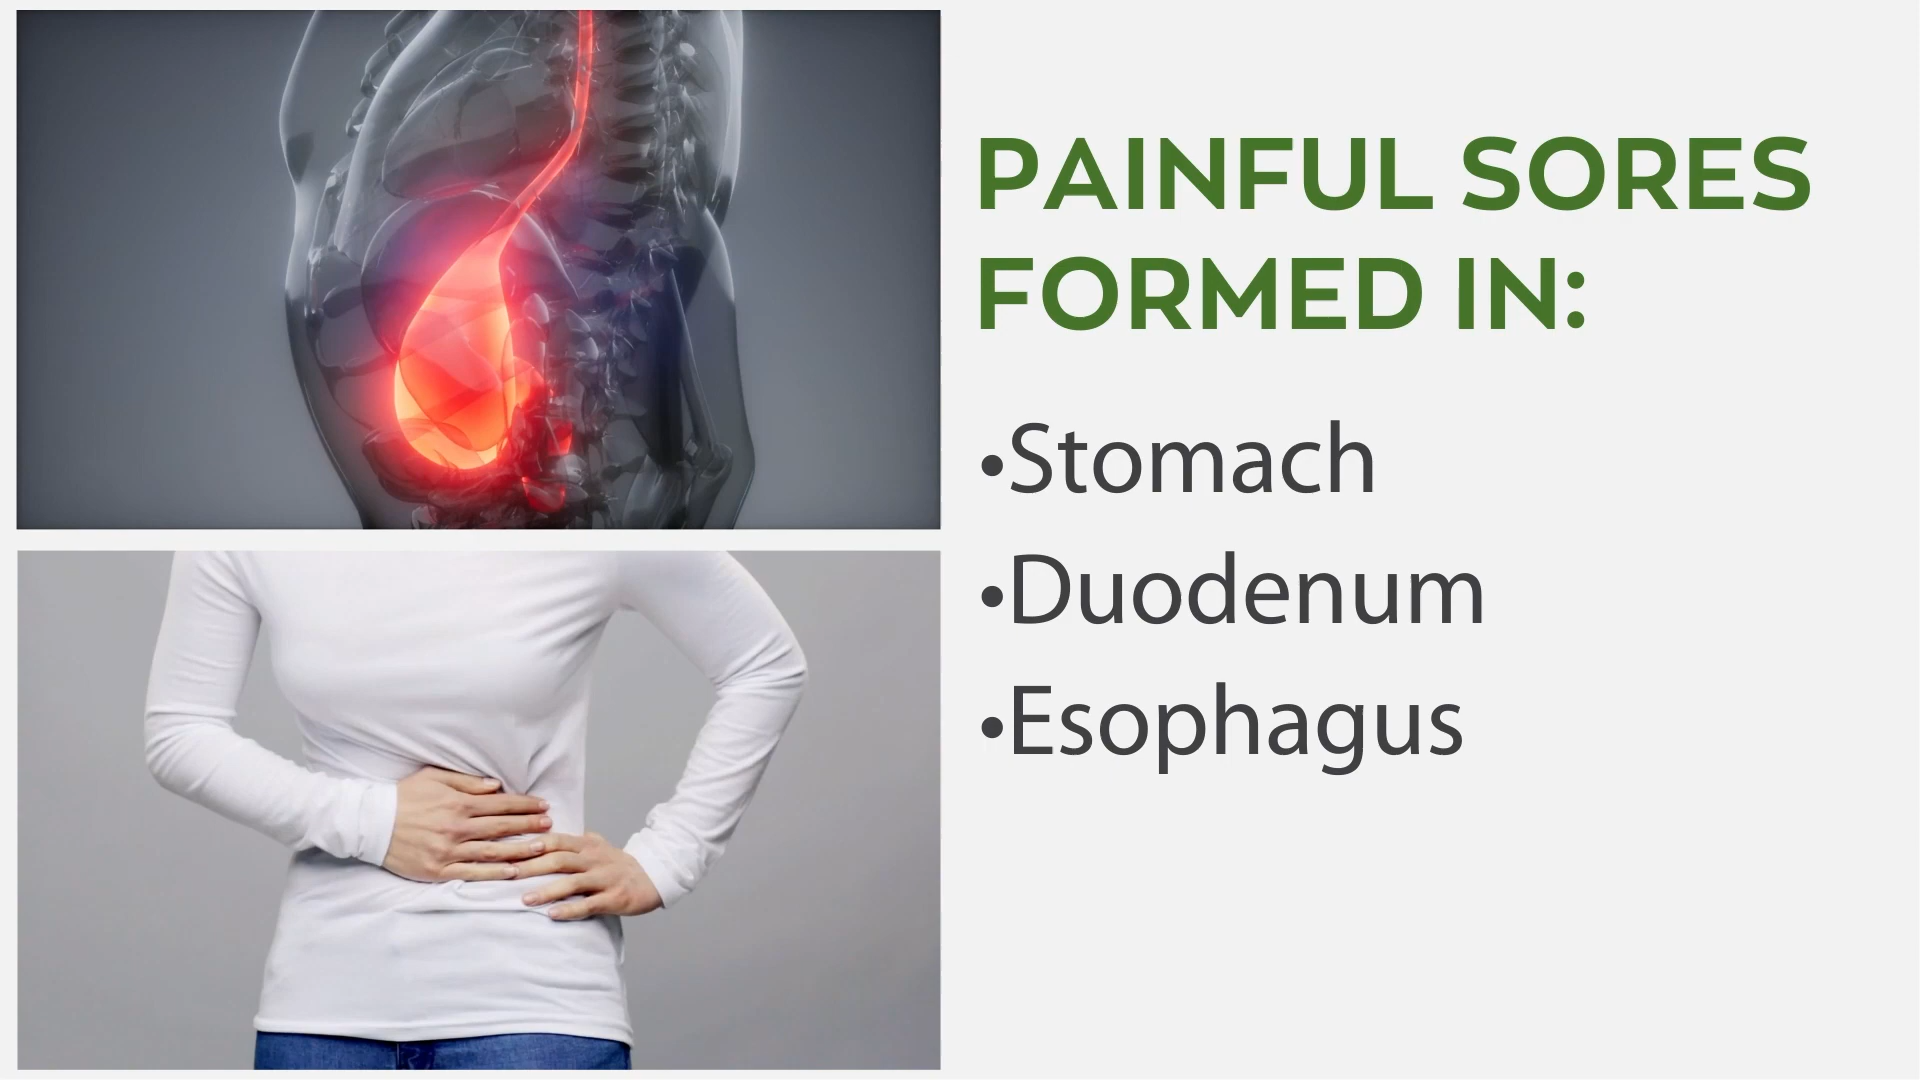 PAINFUL SORES
FORMED IN:
•Stomach
•Duodenum
•Esophagus